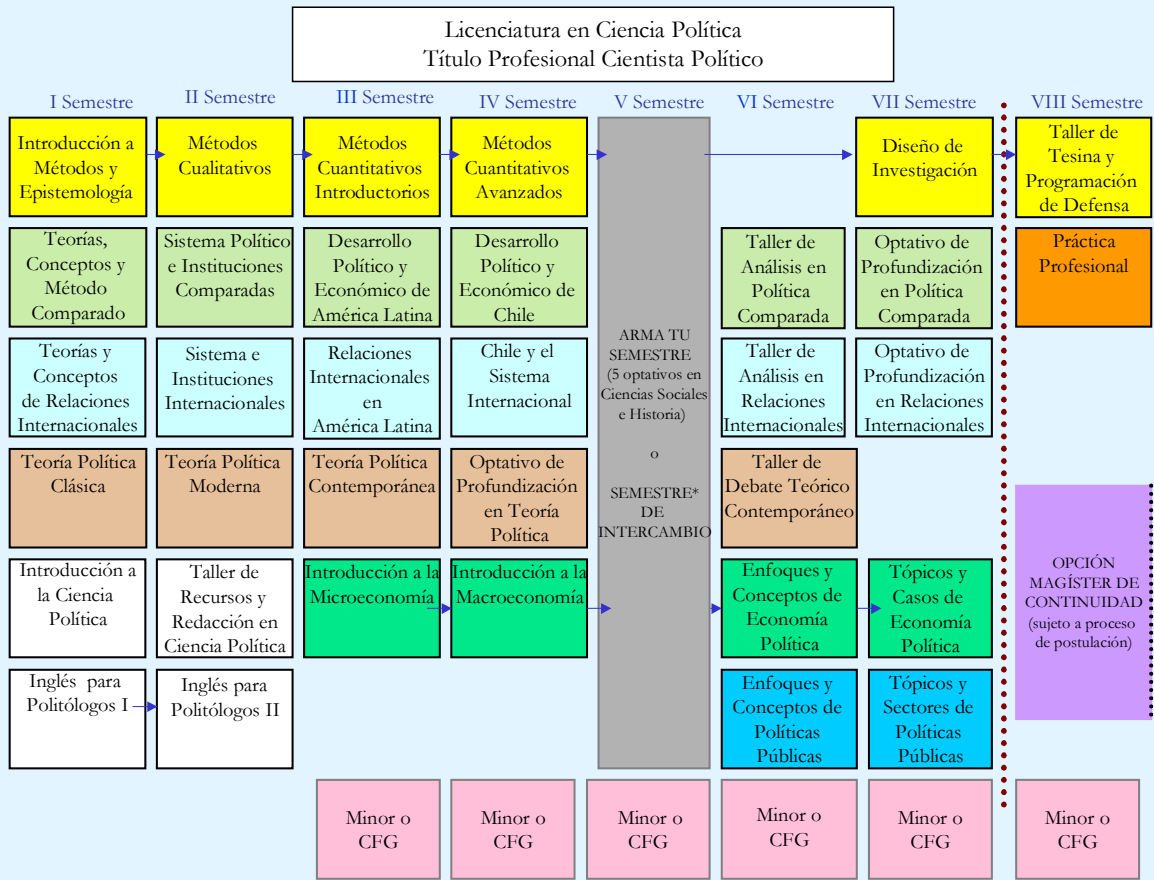 Licenciatura en Ciencia Política
Título Profesional Cientista Político
I Semestre
II Semestre
III Semestre
IV Semestre
V Semestre
VI Semestre
VII Semestre
VIII Semestre
Introducción a
Métodos y
Epistemología
Métodos
Cualitativos
Métodos
Cuantitativos
Introductorios
Métodos
Cuantitativos
Avanzados
Diseño de
Investigación
Taller de
Tesina y
Programación
de Defensa
Teorías,
Conceptos y
Método
Comparado
Sistema Político
e Instituciones
Comparadas
Desarrollo
Político y
Económico de
América Latina
Desarrollo
Político y
Económico de
Chile
ARMA TU
SEMESTRE
(5 optativos en
Ciencias Sociales
e Historia)
o
SEMESTRE*
DE
INTERCAMBIO
Taller de
Análisis en
Política
Comparada
Optativo de
Profundización
en Política
Comparada
Práctica
Profesional
Teorías y
Conceptos
de Relaciones
Internacionales
Sistema e
Instituciones
Internacionales
Relaciones
Internacionales
en
América Latina
Chile y el
Sistema
Internacional
Taller de
Análisis en
Relaciones
Internacionales
Optativo de
Profundización
en Relaciones
Internacionales
Teoría Política
Clásica
Teoría Política
Moderna
Teoría Política
Contemporánea
Optativo de
Profundización
en Teoría
Política
Taller de
Debate Teórico
Contemporáneo
OPCIÓN
MAGÍSTER DE
CONTINUIDAD
(sujeto a proceso
de postulación)
Introducción a
la Ciencia
Política
Taller de
Recursos y
Redacción en
Ciencia Política
Introducción a la
Microeconomía
Introducción a la
Macroeconomía
Enfoques y
Conceptos de
Economía
Política
Tópicos y
Casos de
Economía
Política
Inglés para
Politólogos I
Inglés para
Politólogos II
Enfoques y
Conceptos de
Políticas
Públicas
Tópicos y
Sectores de
Políticas
Públicas
Minor o
CFG
Minor o
CFG
Minor o
CFG
Minor o
CFG
Minor o
CFG
Minor o
CFG